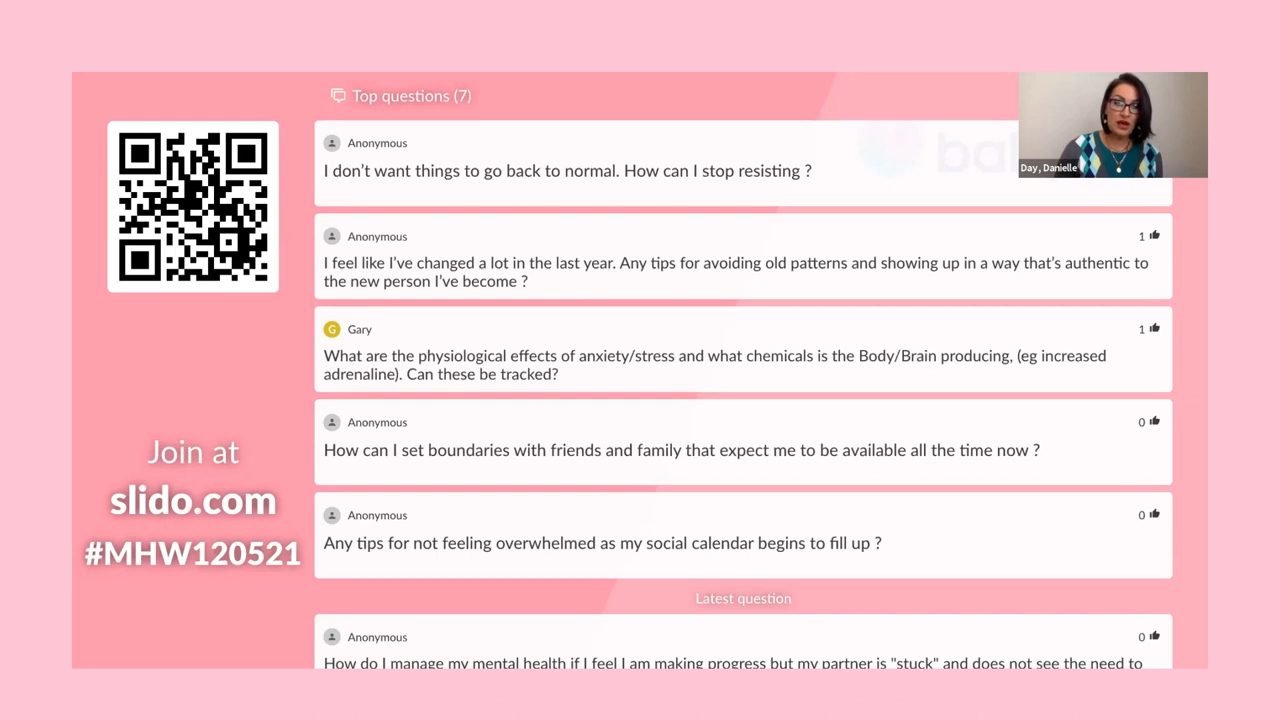 Top questions (7)
Anonymous
I don't want things to go back to normal. How can I stop resisting ?
Day, Danielle
Anonymous
1
I feel like I've changed a lot in the last year. Any tips for avoiding old patterns and showing up in a way that's authentic to
the new person I've become ?
G Gary
1
What are the physiological effects of anxiety/stress and what chemicals is the Body/Brain producing, (eg increased
adrenaline). Can these be tracked?
Anonymous
0
How can I set boundaries with friends and family that expect me to be available all the time now ?
Anonymous
0
Any tips for not feeling overwhelmed as my social calendar begins to fill up ?
Latest question
Anonymous
0
How do I manage my mental health if I feel I am making progress but my partner is "stuck" and does not see the need to
Join at
slido.com
#MHW120521